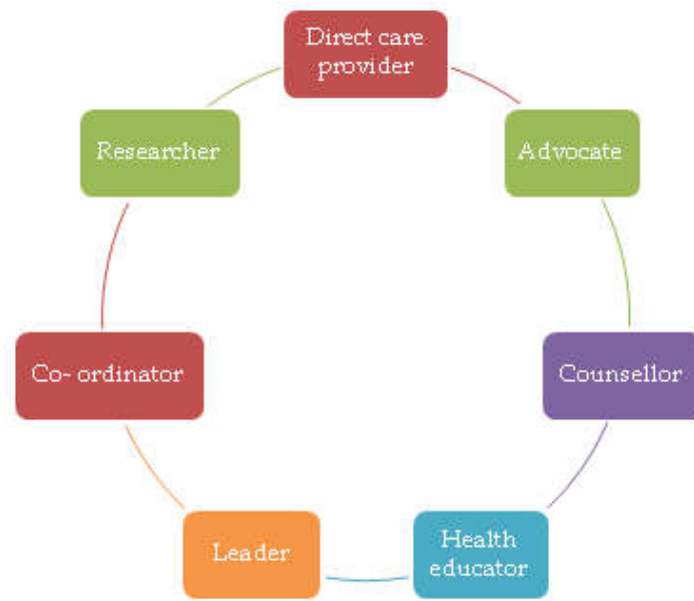 Direct care
provider
Advocate
Counsellor
Health
educator
Leader
Co- ordinator
Researcher